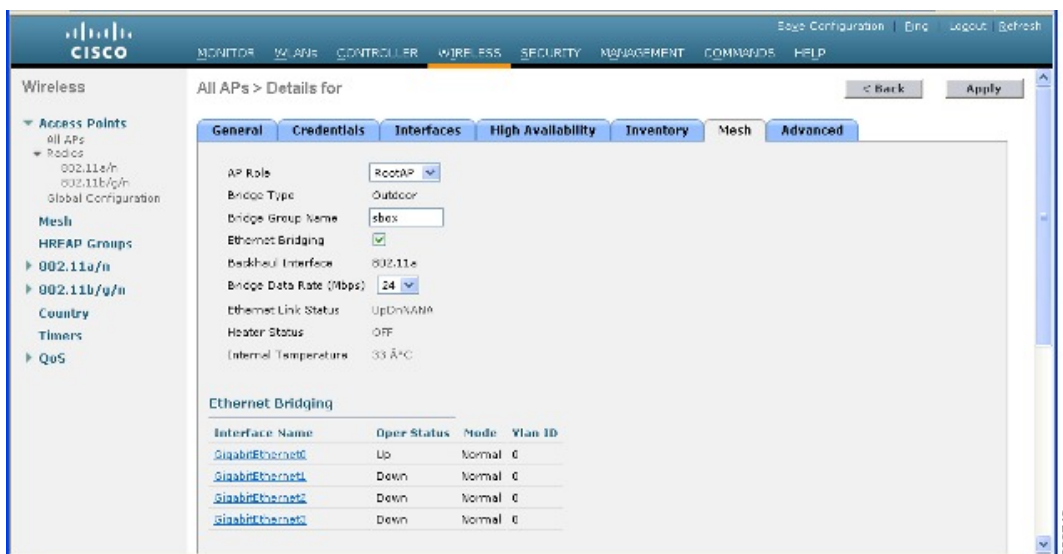 Save Configuration | Ping | Logout | Refresh
CISCO
MONITOR WLANs CONTROLLER WIRELESS SECURITY MANAGEMENT COMMANDS HELP
Wireless
Access Points
All APs
Radios
802.11a/n
802.11b/g/n
Global Configuration
Mesh
HREAP Groups
802.11a/n
802.11b/g/n
Country
Timers
QoS
All APs > Details for
< Back
Apply
General Credentials Interfaces High Availability Inventory Mesh Advanced
AP Role RootAP
Bridge Type Outdoor
Bridge Group Name sbox
Ethernet Bridging
Backhaul Interface 802.11a
Bridge Data Rate (Mbps) 24
Ethernet Link Status UpDnNANA
Heater Status OFF
Internal Temperature 33 Â°C
Ethernet Bridging
Interface Name Oper Status Mode Vlan ID
GigabitEthernet0 Up Normal 0
GigabitEthernet1 Down Normal 0
GigabitEthernet2 Down Normal 0
GigabitEthernet3 Down Normal 0